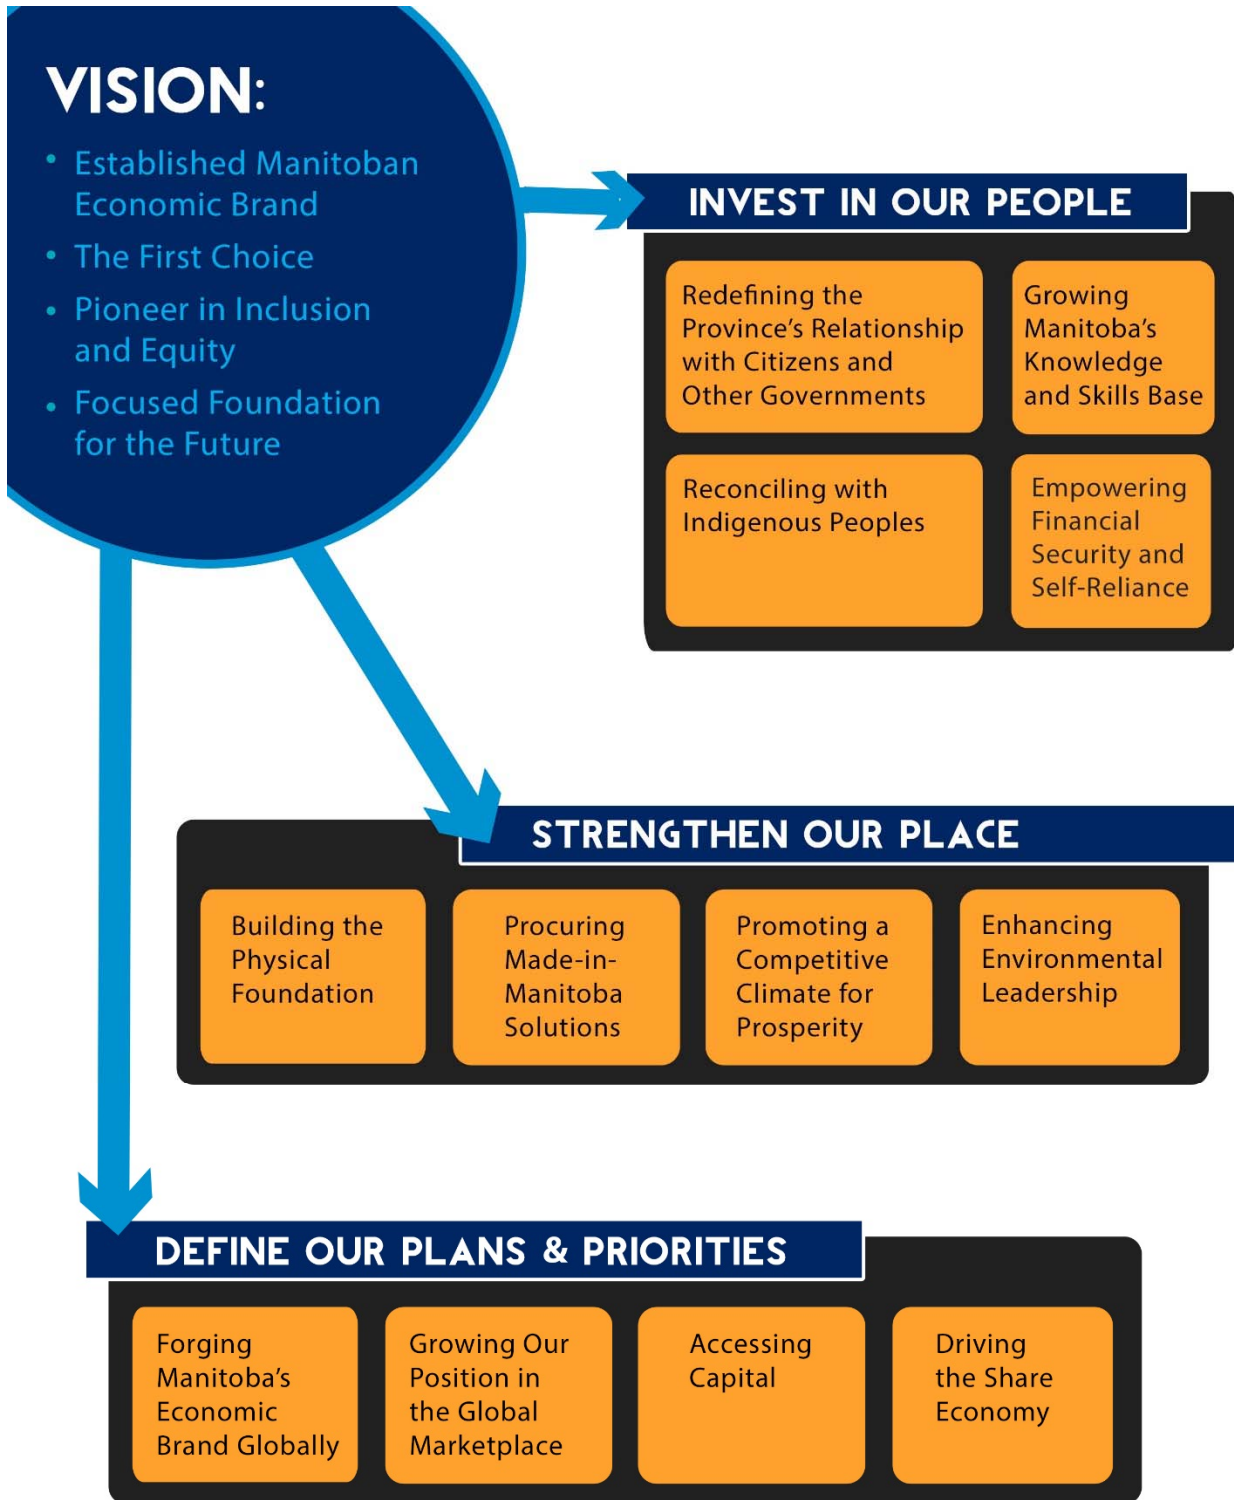 VISION:
• Established Manitoban
Economic Brand
• The First Choice
• Pioneer in Inclusion
and Equity
• Focused Foundation
for the Future
INVEST IN OUR PEOPLE
Redefining the
Province’s Relationship
with Citizens and
Other Governments
Growing
Manitoba’s
Knowledge
and Skills Base
Reconciling with
Indigenous Peoples
Empowering
Financial
Security and
Self-Reliance
STRENGTHEN OUR PLACE
Building the
Physical
Foundation
Procuring
Made-in-
Manitoba
Solutions
Promoting a
Competitive
Climate for
Prosperity
Enhancing
Environmental
Leadership
DEFINE OUR PLANS & PRIORITIES
Forging
Manitoba’s
Economic
Brand Globally
Growing Our
Position in
the Global
Marketplace
Accessing
Capital
Driving
the Share
Economy